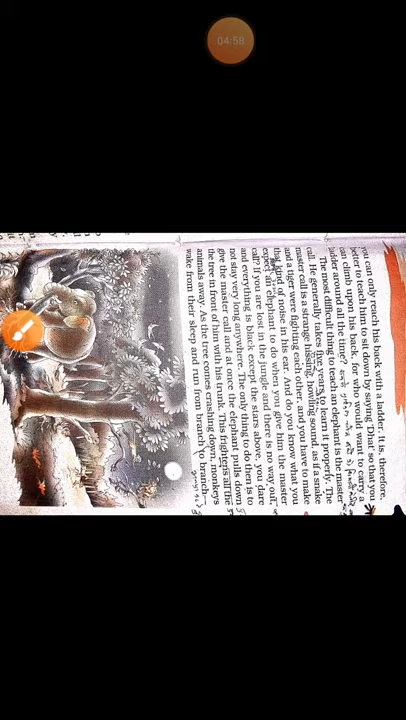 04:58
you can only reach his back with a ladder. It is, therefore,
better to teach him to sit down by saying 'Dhat' so that you
can climb upon his back, for who would want to carry a
ladder around all the time?
The most difficult thing to teach an elephant is the master
call. He generally takes five years to learn it properly. The
master call is a strange hissing, howling sound, as if a snake
and a tiger were fighting each other, and you have to make
that kind of noise in his ear. And do you know what you
expect an elephant to do when you give him the master
call? If you are lost in the jungle and there is no way out,
and everything is black except the stars above, you dare
not stay very long anywhere. The only thing to do then is to
give the master call and at once the elephant pulls down
the tree in front of him with his trunk. This frightens all the
animals away. As the tree comes crashing down, monkeys
wake from their sleep and run from branch to branch—